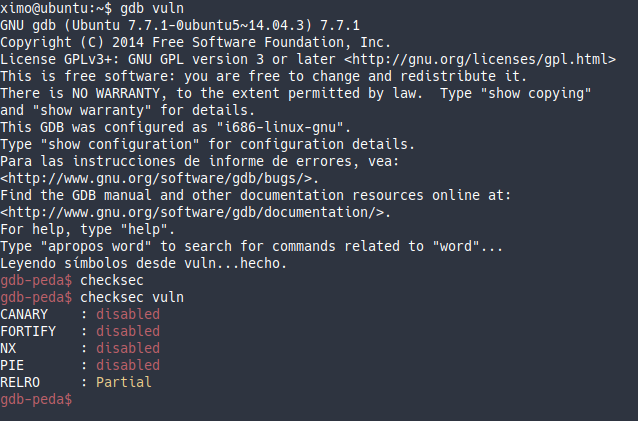 ximo@ubuntu:~$ gdb vuln
GNU gdb (Ubuntu 7.7.1-0ubuntu5~14.04.3) 7.7.1
Copyright (C) 2014 Free Software Foundation, Inc.
License GPLv3+: GNU GPL version 3 or later <http://gnu.org/licenses/gpl.html>
This is free software: you are free to change and redistribute it.
There is NO WARRANTY, to the extent permitted by law.  Type "show copying"
and "show warranty" for details.
This GDB was configured as "i686-linux-gnu".
Type "show configuration" for configuration details.
Para las instrucciones de informe de errores, vea:
<http://www.gnu.org/software/gdb/bugs/>.
Find the GDB manual and other documentation resources online at:
<http://www.gnu.org/software/gdb/documentation/>.
For help, type "help".
Type "apropos word" to search for commands related to "word"...
Leyendo símbolos desde vuln...hecho.
gdb-peda$ checksec
gdb-peda$ checksec vuln
CANARY    : disabled
FORTIFY   : disabled
NX        : disabled
PIE       : disabled
RELRO     : Partial
gdb-peda$